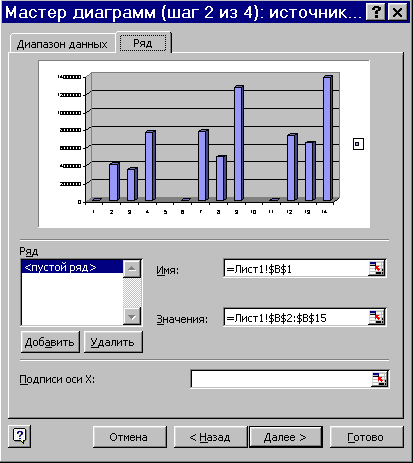 Мастер диаграмм (шаг 2 из 4): источник...
Диапазон данных Ряд
14000000
12000000
10000000
8000000
6000000
4000000
2000000
0
1 2 3 4 5 6 7 8 9 10 11 12 13 14
Ряд
<пустой ряд>
Имя: =Лист1!$B$1
Значения: =Лист1!$B$2:$B$15
Добавить Удалить
Подписи оси X:
Отмена < Назад Далее > Готово